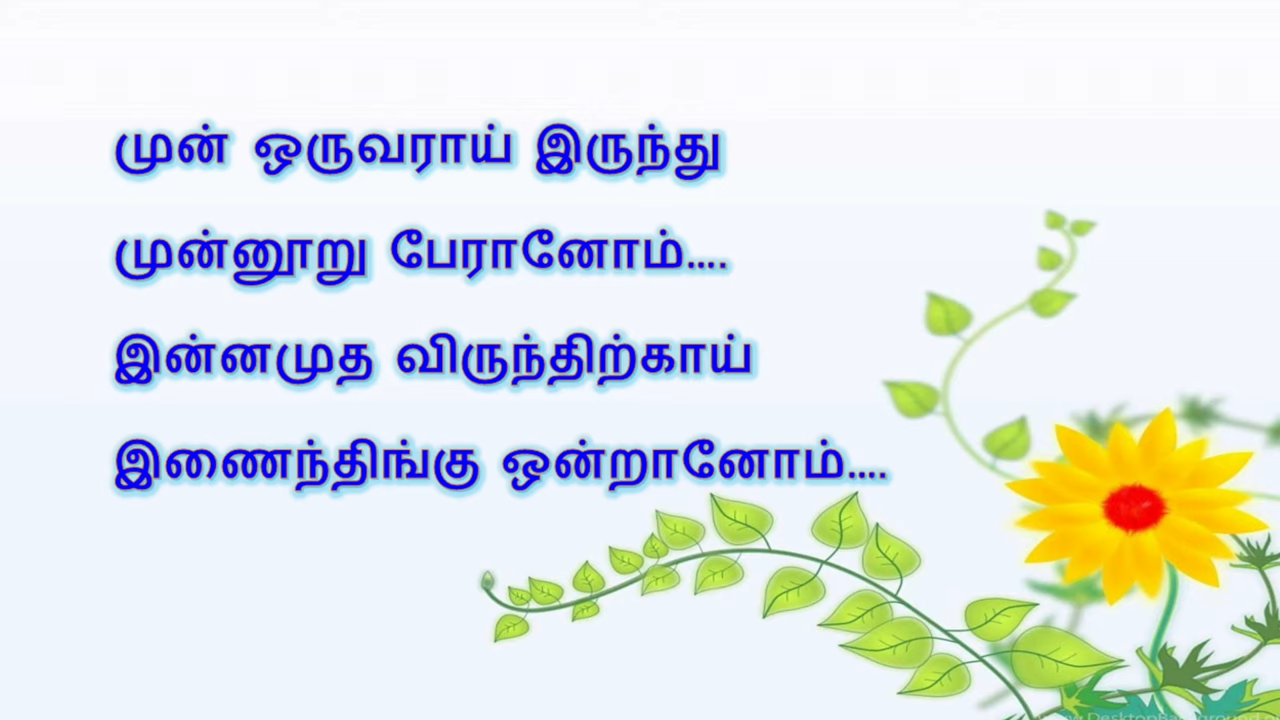 முன் ஒருவராய் இருந்து
முன்னூறு பேரானோம்....
இன்னமுத விருந்திற்காய்
இணைந்திங்கு ஒன்றானோம்....